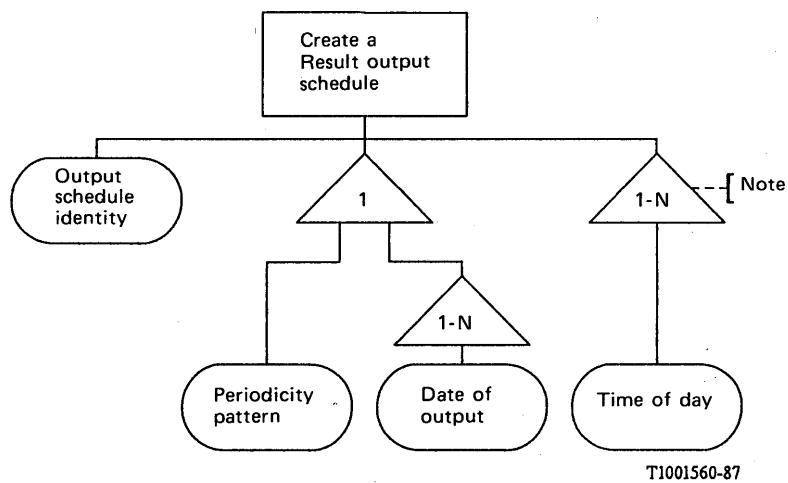 Create a
Result output
schedule
Output
schedule
identity
1
1-N
Note
1-N
Periodicity
pattern
Date of
output
Time of day
T1001560-87